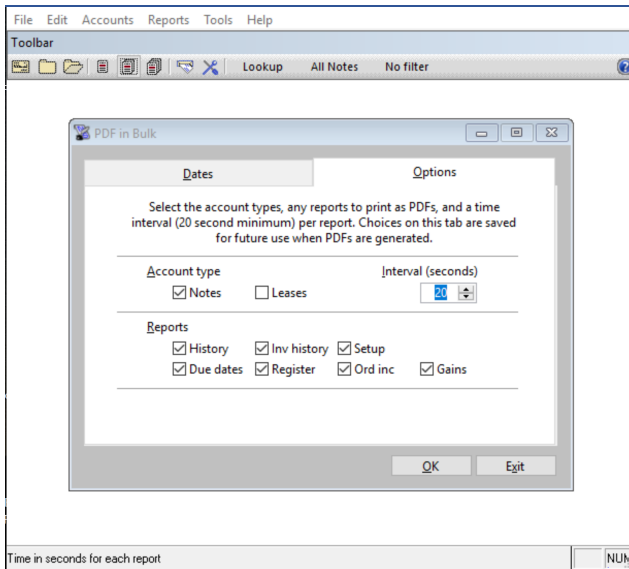 File Edit Accounts Reports Tools Help
Toolbar
Lookup All Notes No filter
PDF in Bulk
Dates Options
Select the account types, any reports to print as PDFs, and a time
interval (20 second minimum) per report. Choices on this tab are saved
for future use when PDFs are generated.
Account type Interval (seconds)
Notes Leases 20
Reports
History Inv history Setup
Due dates Register Ord inc Gains
OK Exit
Time in seconds for each report NUM